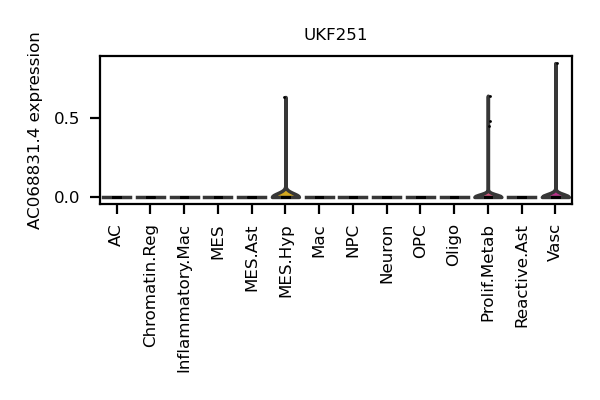 UKF251
AC068831.4 expression
0.5
0.0
AC
Chromatin.Reg
Inflammatory.Mac
MES
MES.Ast
MES.Hyp
Mac
NPC
Neuron
OPC
Oligo
Prolif.Metab
Reactive.Ast
Vasc